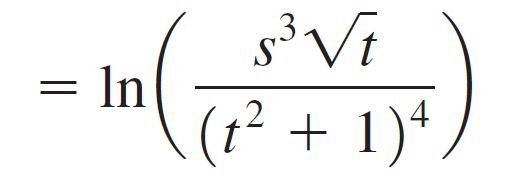 = ln( s³√t / (t² + 1)⁴ )